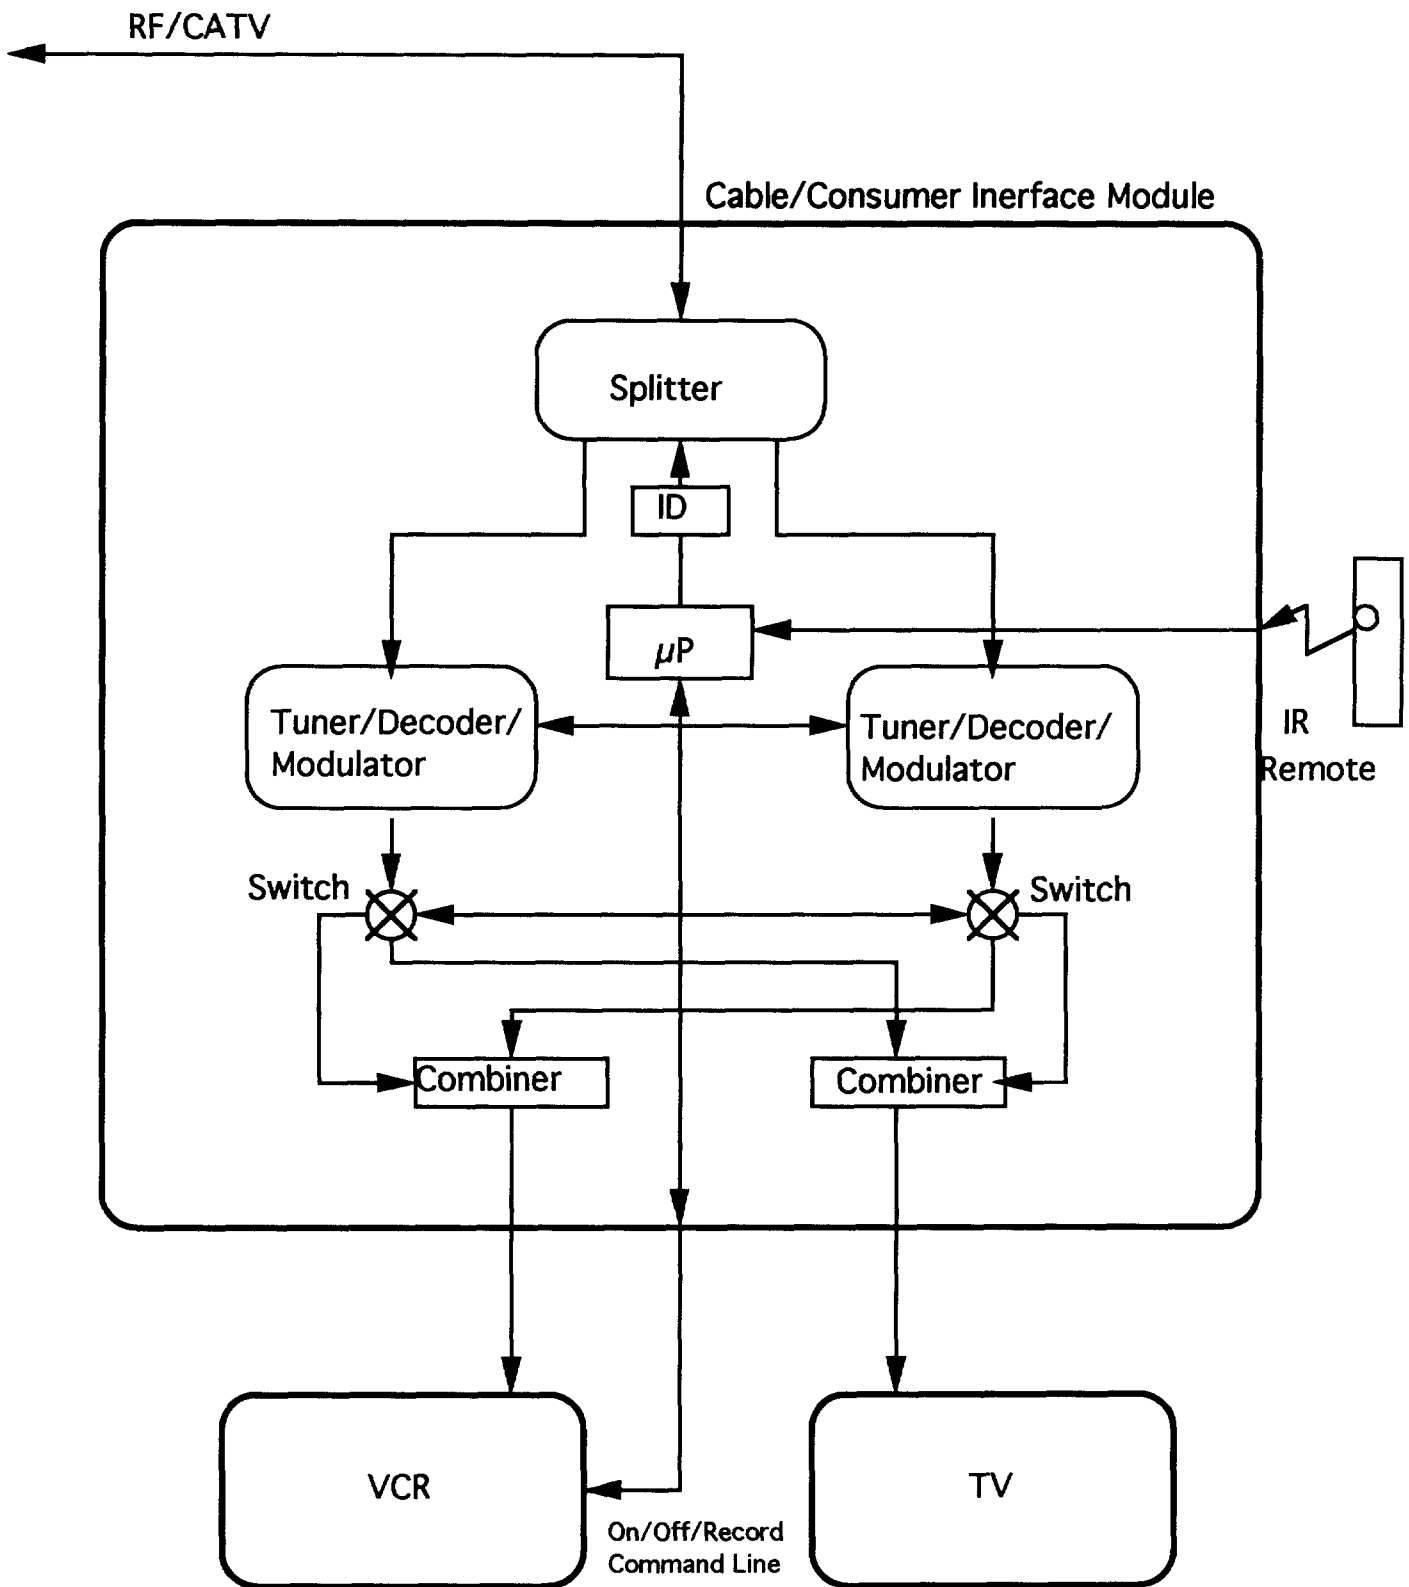 RF/CATV
Cable/Consumer Inerface Module
Splitter
ID
µP
Tuner/Decoder/
Modulator
Tuner/Decoder/
Modulator
IR
Remote
Switch
Switch
Combiner
Combiner
VCR
TV
On/Off/Record
Command Line